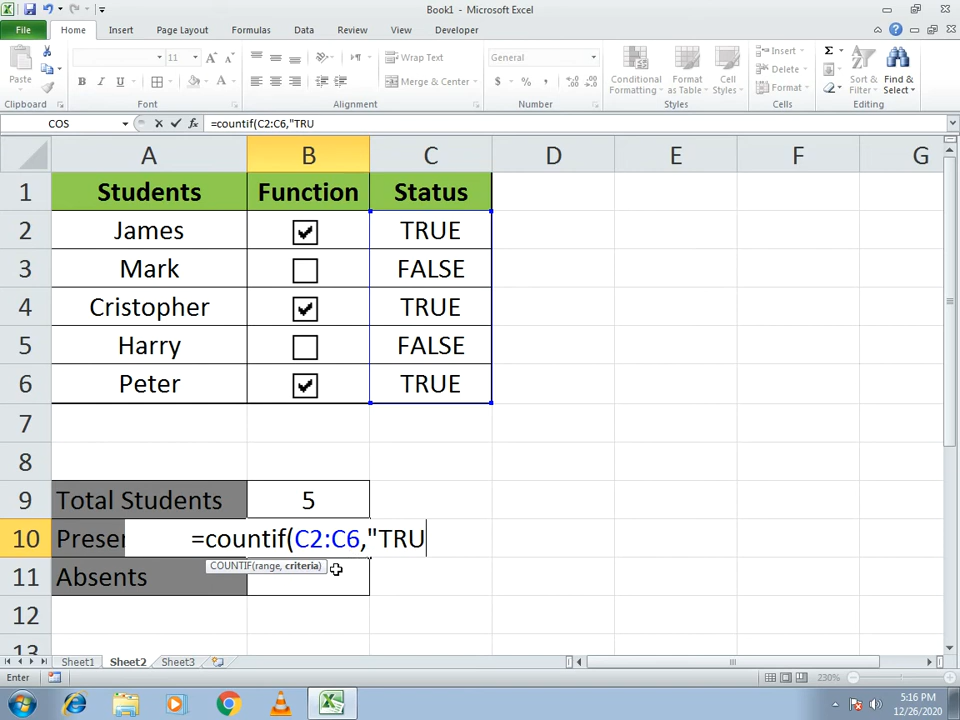 Book1 - Microsoft Excel
File Home Insert Page Layout Formulas Data Review View Developer
Paste
11 A A
Wrap Text
General
Conditional Formatting
Format as Table
Cell Styles
Insert
Delete
Format
Σ
Sort & Filter
Find & Select
B I U
Merge & Center
$ % ,
Clipboard Font Alignment Number Styles Cells Editing
COS fx =countif(C2:C6,"TRU
A B C D E F G
1 Students Function Status
2 James TRUE
3 Mark FALSE
4 Cristopher TRUE
5 Harry FALSE
6 Peter TRUE
7
8
9 Total Students 5
10 Preser =countif(C2:C6,"TRU
COUNTIF(range, criteria)
11 Absents
12
13
Sheet1 Sheet2 Sheet3
Enter 230%
5:16 PM
12/26/2020